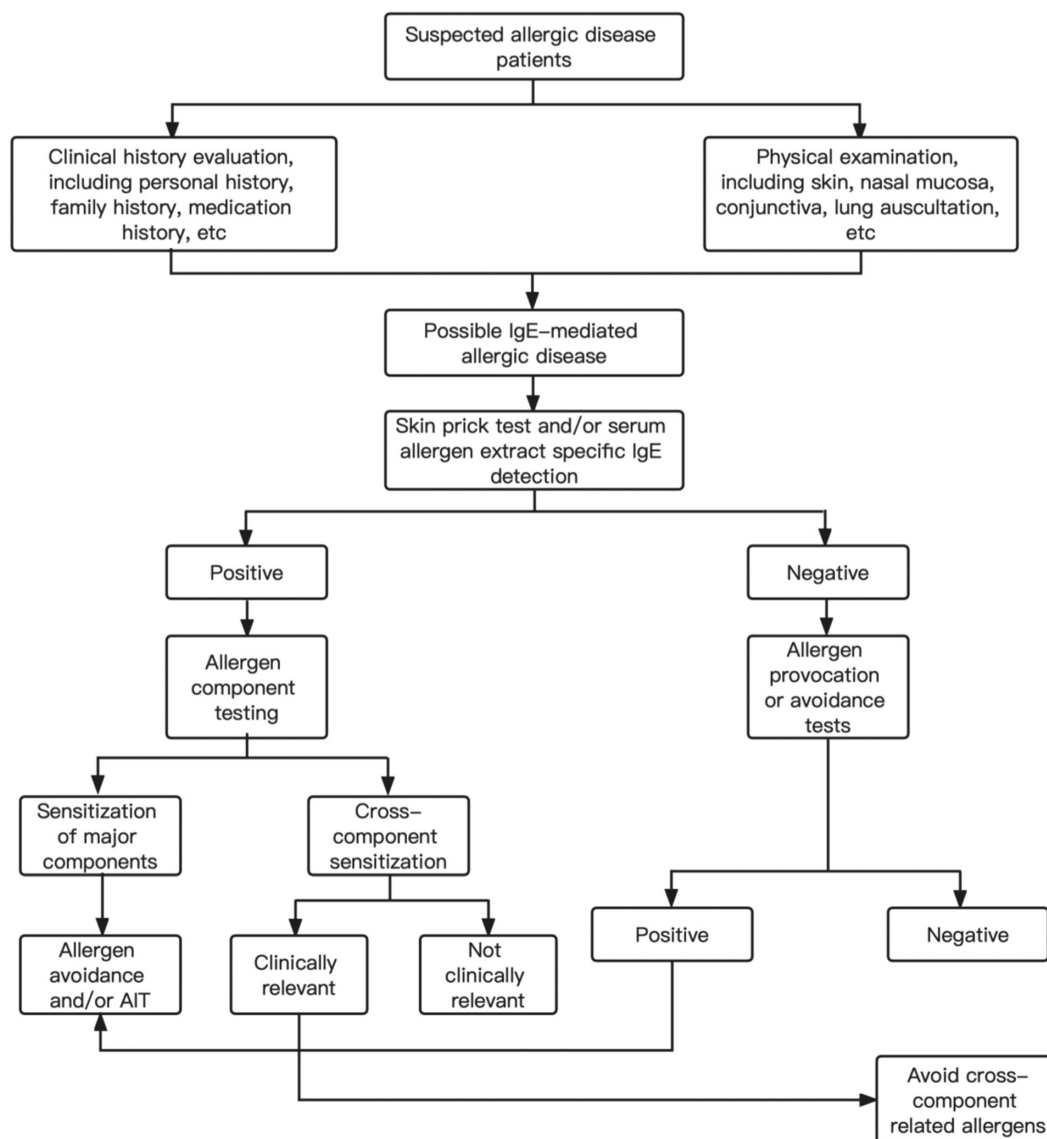 Suspected allergic disease
patients
Clinical history evaluation,
including personal history,
family history, medication
history, etc
Physical examination,
including skin, nasal mucosa,
conjunctiva, lung auscultation,
etc
Possible IgE-mediated
allergic disease
Skin prick test and/or serum
allergen extract specific IgE
detection
Positive
Negative
Allergen
component
testing
Allergen
provocation
or avoidance
tests
Sensitization
of major
components
Cross-
component
sensitization
Allergen
avoidance
and/or AIT
Clinically
relevant
Not
clinically
relevant
Positive
Negative
Avoid cross-
component
related allergens